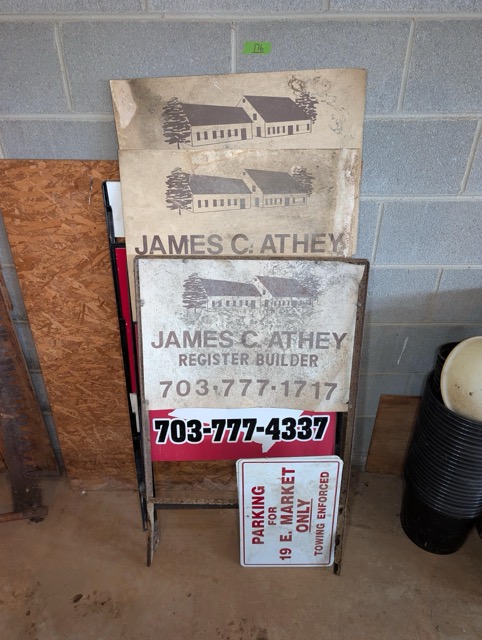 176
JAMES C. ATHEY
JAMES C. ATHEY
REGISTER BUILDER
703-777-1717
703-777-4337
PARKING
FOR
19 E. MARKET
ONLY
TOWING ENFORCED